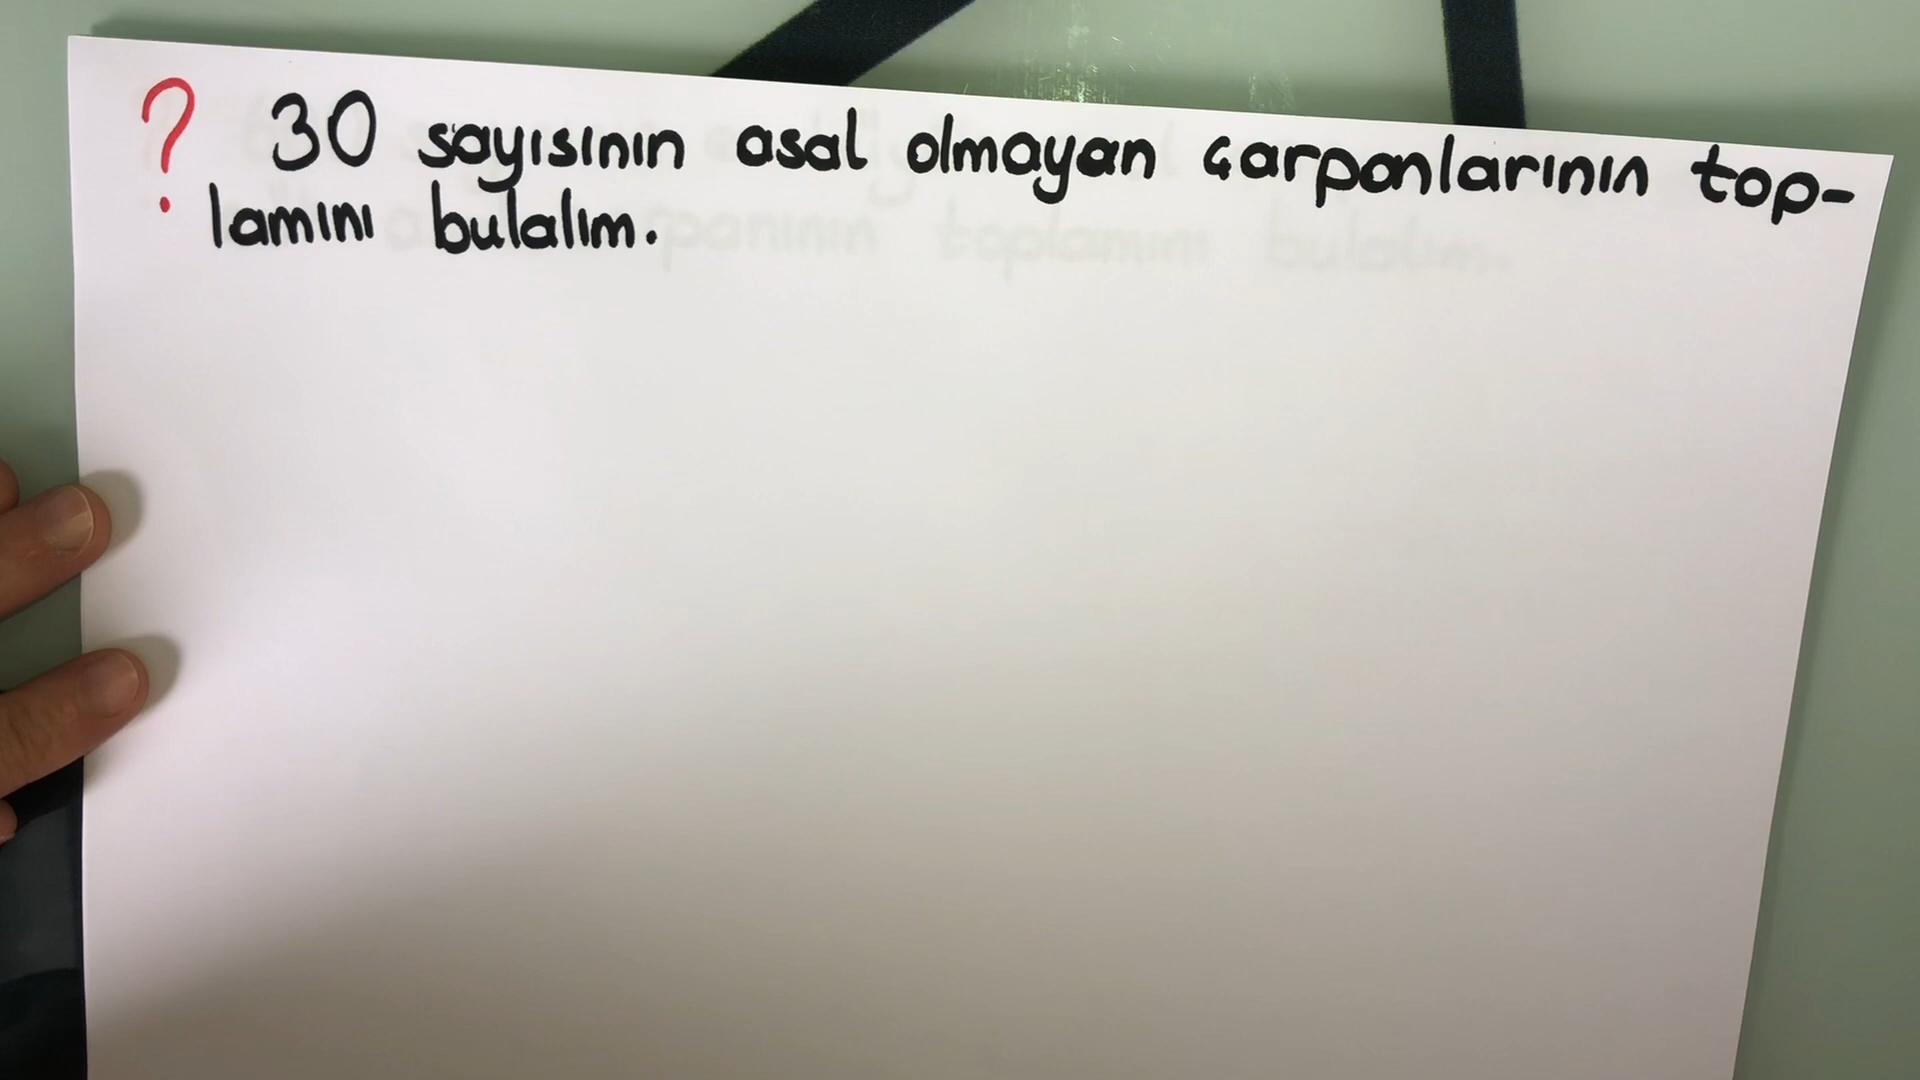 ? 30 sayısının asal olmayan çarpanlarının top-
lamını bulalım.